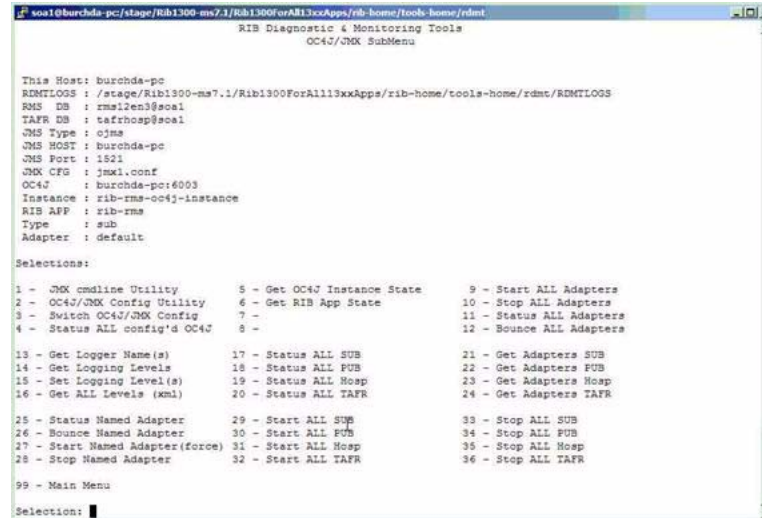 soa1@burchda-pc:/stage/Rib1300-ms7.1/Rib1300ForAll13xxApps/rib-home/tools-home/rdmt
RIB Diagnostic & Monitoring Tools
OC4J/JMX SubMenu
This Host: burchda-pc
RDMTLOGS : /stage/Rib1300-ms7.1/Rib1300ForAll13xxApps/rib-home/tools-home/rdmt/RDMTLOGS
RMS DB : rms12en3@soa1
TAFR DB : tafrhosp@soa1
JMS Type : ojms
JMS HOST : burchda-pc
JMS Port : 1521
JMX CFG : jmx1.conf
OC4J : burchda-pc:6003
Instance : rib-rms-oc4j-instance
RIB APP : rib-rms
Type : sub
Adapter : default
Selections:
1 - JMX cmdline Utility 5 - Get OC4J Instance State 9 - Start ALL Adapters
2 - OC4J/JMX Config Utility 6 - Get RIB App State 10 - Stop ALL Adapters
3 - Switch OC4J/JMX Config 7 - 11 - Status ALL Adapters
4 - Status ALL config'd OC4J 8 - 12 - Bounce ALL Adapters
13 - Get Logger Name(s) 17 - Status ALL SUB 21 - Get Adapters SUB
14 - Get Logging Levels 18 - Status ALL PUB 22 - Get Adapters PUB
15 - Set Logging Level(s) 19 - Status ALL Hosp 23 - Get Adapters Hosp
16 - Get ALL Levels (xml) 20 - Status ALL TAFR 24 - Get Adapters TAFR
25 - Status Named Adapter 29 - Start ALL SUB 33 - Stop ALL SUB
26 - Bounce Named Adapter 30 - Start ALL PUB 34 - Stop ALL PUB
27 - Start Named Adapter(force) 31 - Start ALL Hosp 35 - Stop ALL Hosp
28 - Stop Named Adapter 32 - Start ALL TAFR 36 - Stop ALL TAFR
99 - Main Menu
Selection: